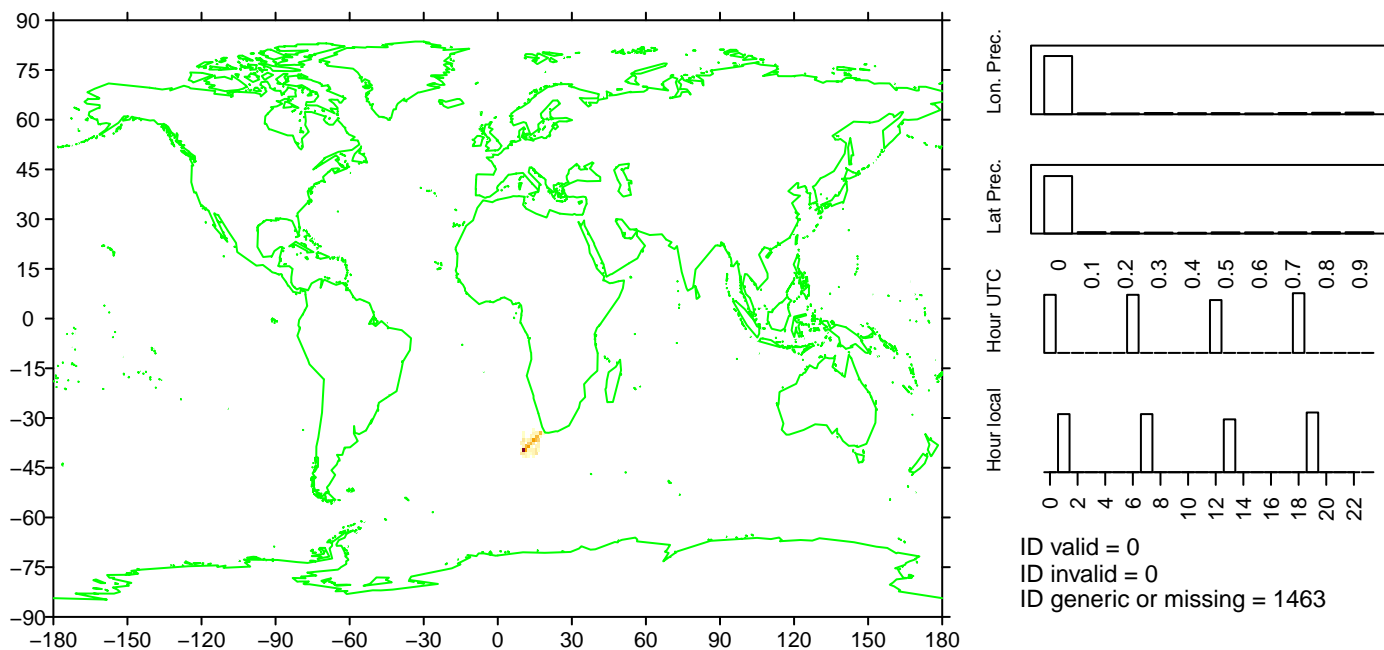 90
75
60
45
30
15
0
−15
−30
−45
−60
−75
−90
−180 −150 −120 −90 −60 −30 0 30 60 90 120 150 180
Lon. Prec.
Lat Prec.
0 0.1 0.2 0.3 0.4 0.5 0.6 0.7 0.8 0.9
Hour UTC
Hour local
0 2 4 6 8 10 12 14 16 18 20 22
ID valid = 0
ID invalid = 0
ID generic or missing = 1463